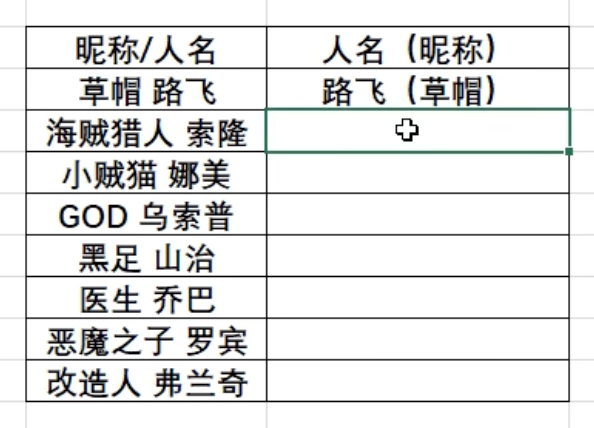 昵称/人名 人名（昵称）
草帽 路飞 路飞（草帽）
海贼猎人 索隆
小贼猫 娜美
GOD 乌索普
黑足 山治
医生 乔巴
恶魔之子 罗宾
改造人 弗兰奇